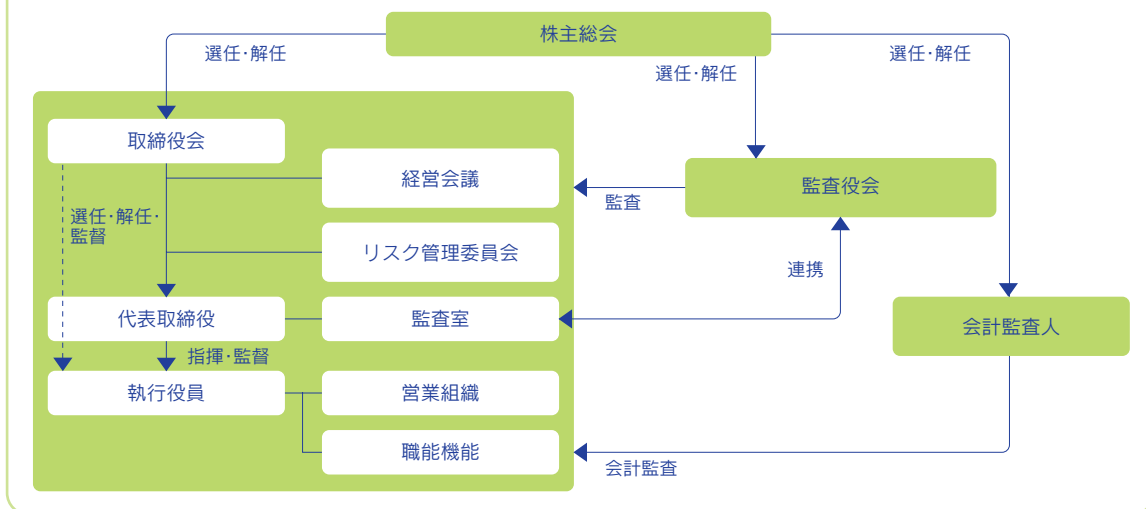 株主総会
選任・解任
選任・解任
選任・解任
取締役会
経営会議
監査役会
監査
選任・解任・
監督
リスク管理委員会
連携
代表取締役
監査室
会計監査人
指揮・監督
執行役員
営業組織
職能機能
会計監査